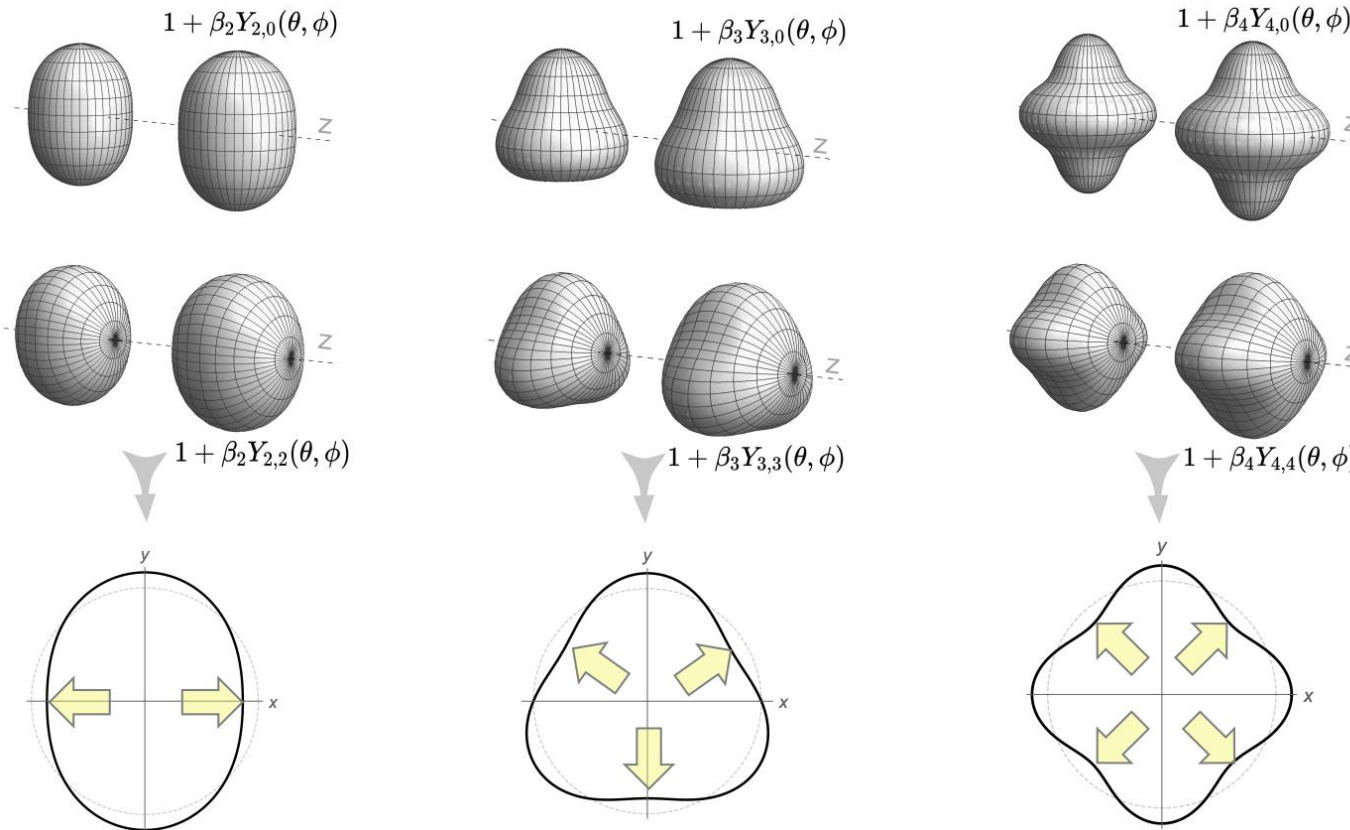 1 + β₂Y₂,₀(θ, ϕ)
1 + β₃Y₃,₀(θ, ϕ)
1 + β₄Y₄,₀(θ, ϕ)
Z
Z
Z
Z
Z
Z
1 + β₂Y₂,₂(θ, ϕ)
1 + β₃Y₃,₃(θ, ϕ)
1 + β₄Y₄,₄(θ, ϕ)
y
y
y
x
x
x